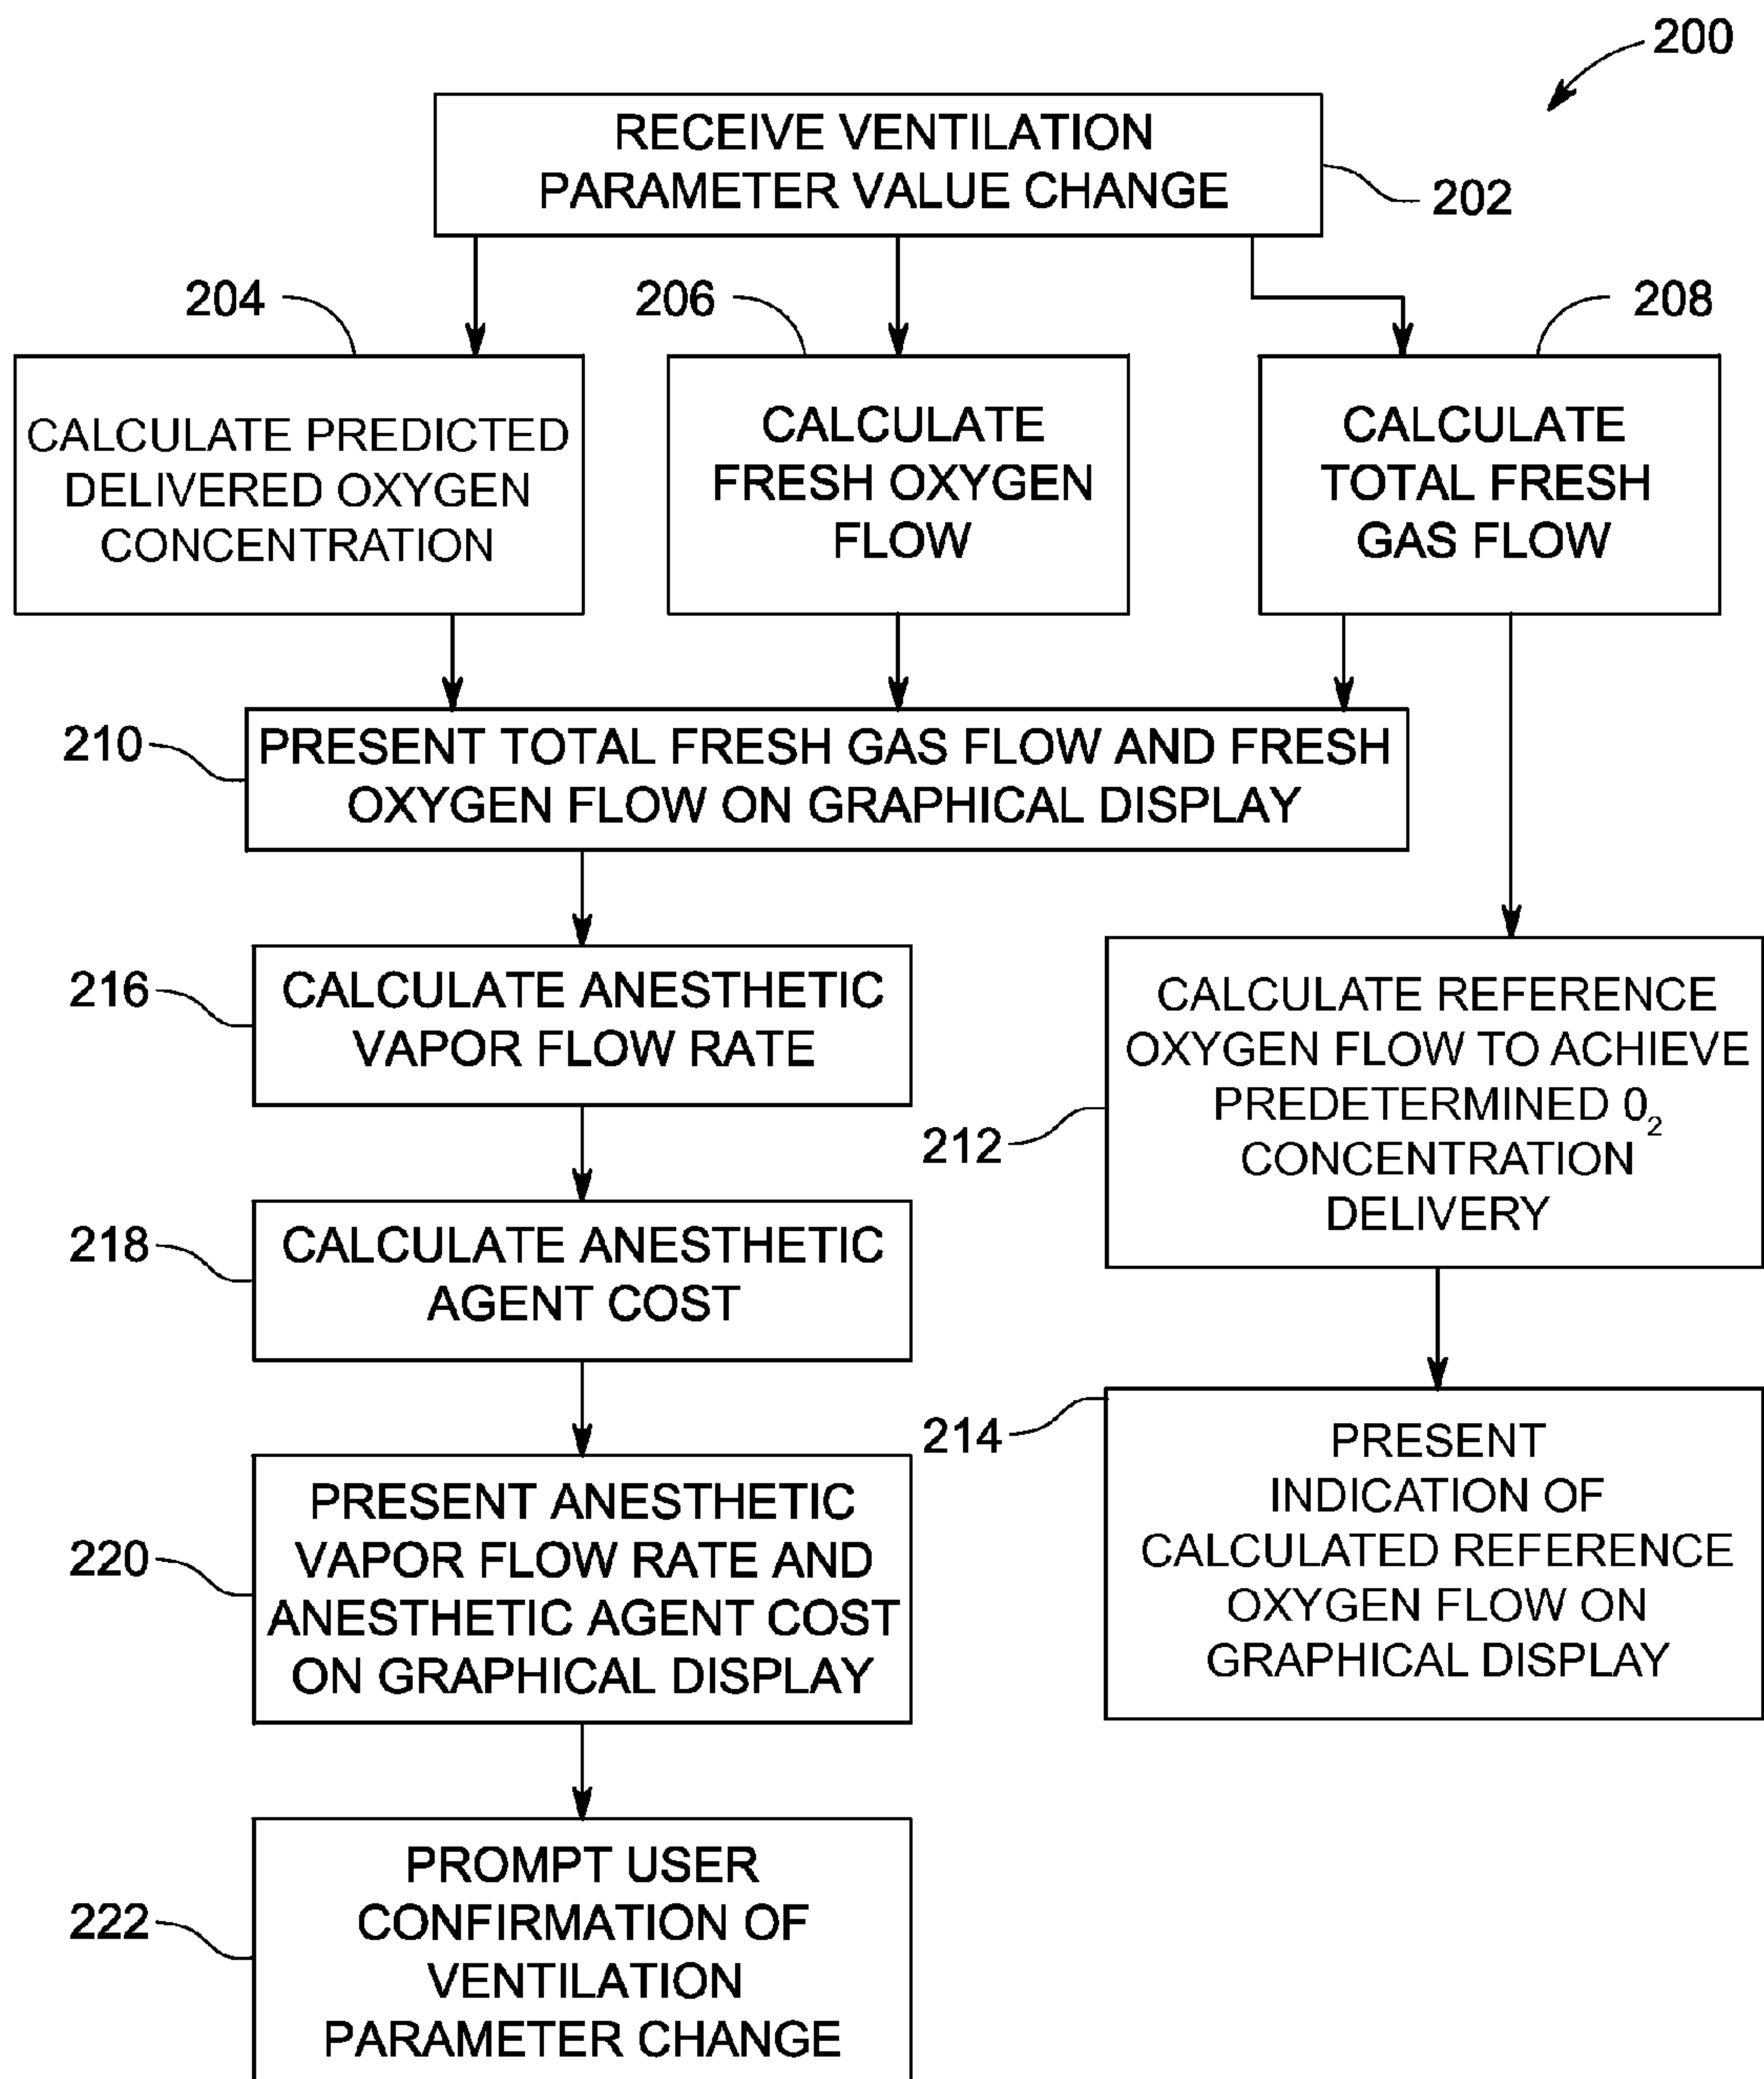 200
RECEIVE VENTILATION
PARAMETER VALUE CHANGE
202
204
206
208
CALCULATE PREDICTED
DELIVERED OXYGEN
CONCENTRATION
CALCULATE
FRESH OXYGEN
FLOW
CALCULATE
TOTAL FRESH
GAS FLOW
210
PRESENT TOTAL FRESH GAS FLOW AND FRESH
OXYGEN FLOW ON GRAPHICAL DISPLAY
216
CALCULATE ANESTHETIC
VAPOR FLOW RATE
212
CALCULATE REFERENCE
OXYGEN FLOW TO ACHIEVE
PREDETERMINED 0₂
CONCENTRATION
DELIVERY
218
CALCULATE ANESTHETIC
AGENT COST
214
PRESENT
INDICATION OF
CALCULATED REFERENCE
OXYGEN FLOW ON
GRAPHICAL DISPLAY
220
PRESENT ANESTHETIC
VAPOR FLOW RATE AND
ANESTHETIC AGENT COST
ON GRAPHICAL DISPLAY
222
PROMPT USER
CONFIRMATION OF
VENTILATION
PARAMETER CHANGE